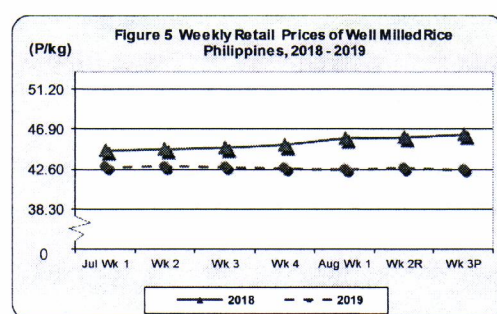 Figure 5 Weekly Retail Prices of Well Milled Rice
Philippines, 2018 - 2019
(P/kg)
51.20
46.90
42.60
38.30
0
Jul Wk 1 Wk 2 Wk 3 Wk 4 Aug Wk 1 Wk 2R Wk 3P
2018 2019